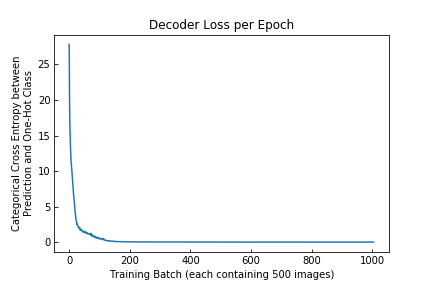 Decoder Loss per Epoch
Categorical Cross Entropy between
Prediction and One-Hot Class
25
20
15
10
5
0
0 200 400 600 800 1000
Training Batch (each containing 500 images)